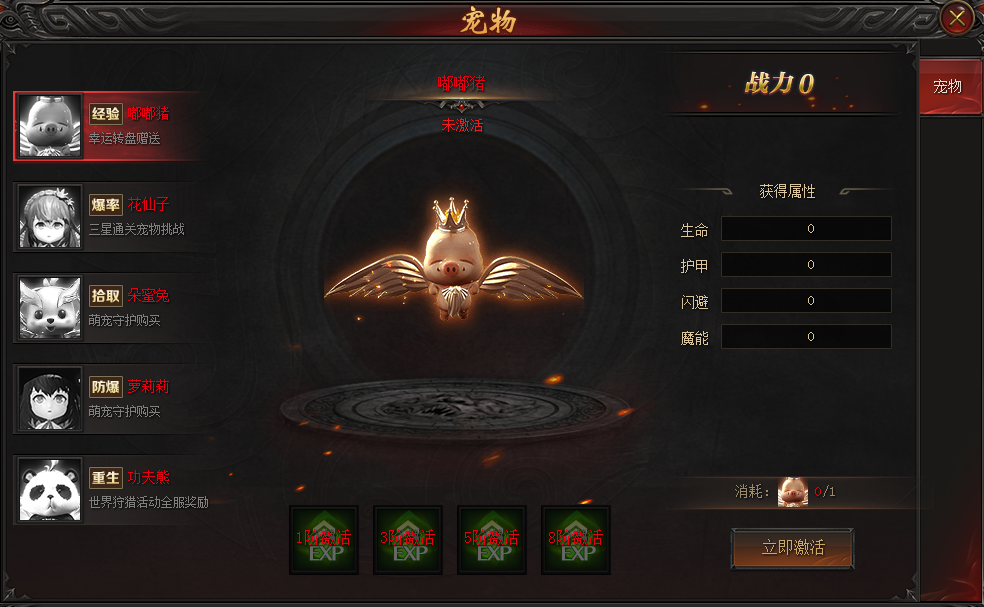 宠物
宠物
经验 嘟嘟猪
幸运转盘赠送
爆率 花仙子
三星通关宠物挑战
拾取 朵蜜兔
萌宠守护购买
防爆 萝莉莉
萌宠守护购买
重生 功夫熊
世界狩猎活动全服奖励
嘟嘟猪
未激活
1阶激活
EXP
3阶激活
EXP
5阶激活
EXP
8阶激活
EXP
战力0
获得属性
生命 0
护甲 0
闪避 0
魔能 0
消耗: 0/1
立即激活